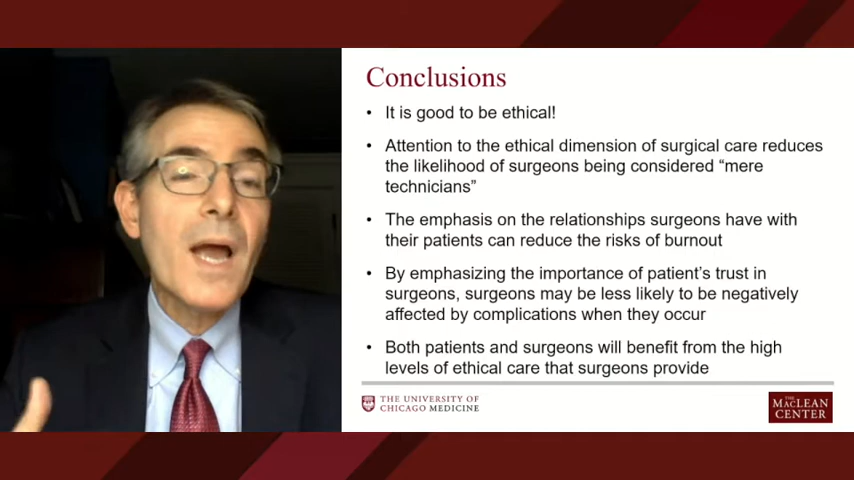 Conclusions
• It is good to be ethical!
• Attention to the ethical dimension of surgical care reduces
the likelihood of surgeons being considered “mere
technicians”
• The emphasis on the relationships surgeons have with
their patients can reduce the risks of burnout
• By emphasizing the importance of patient’s trust in
surgeons, surgeons may be less likely to be negatively
affected by complications when they occur
• Both patients and surgeons will benefit from the high
levels of ethical care that surgeons provide
THE UNIVERSITY OF
CHICAGO MEDICINE
THE
MACLEAN
CENTER